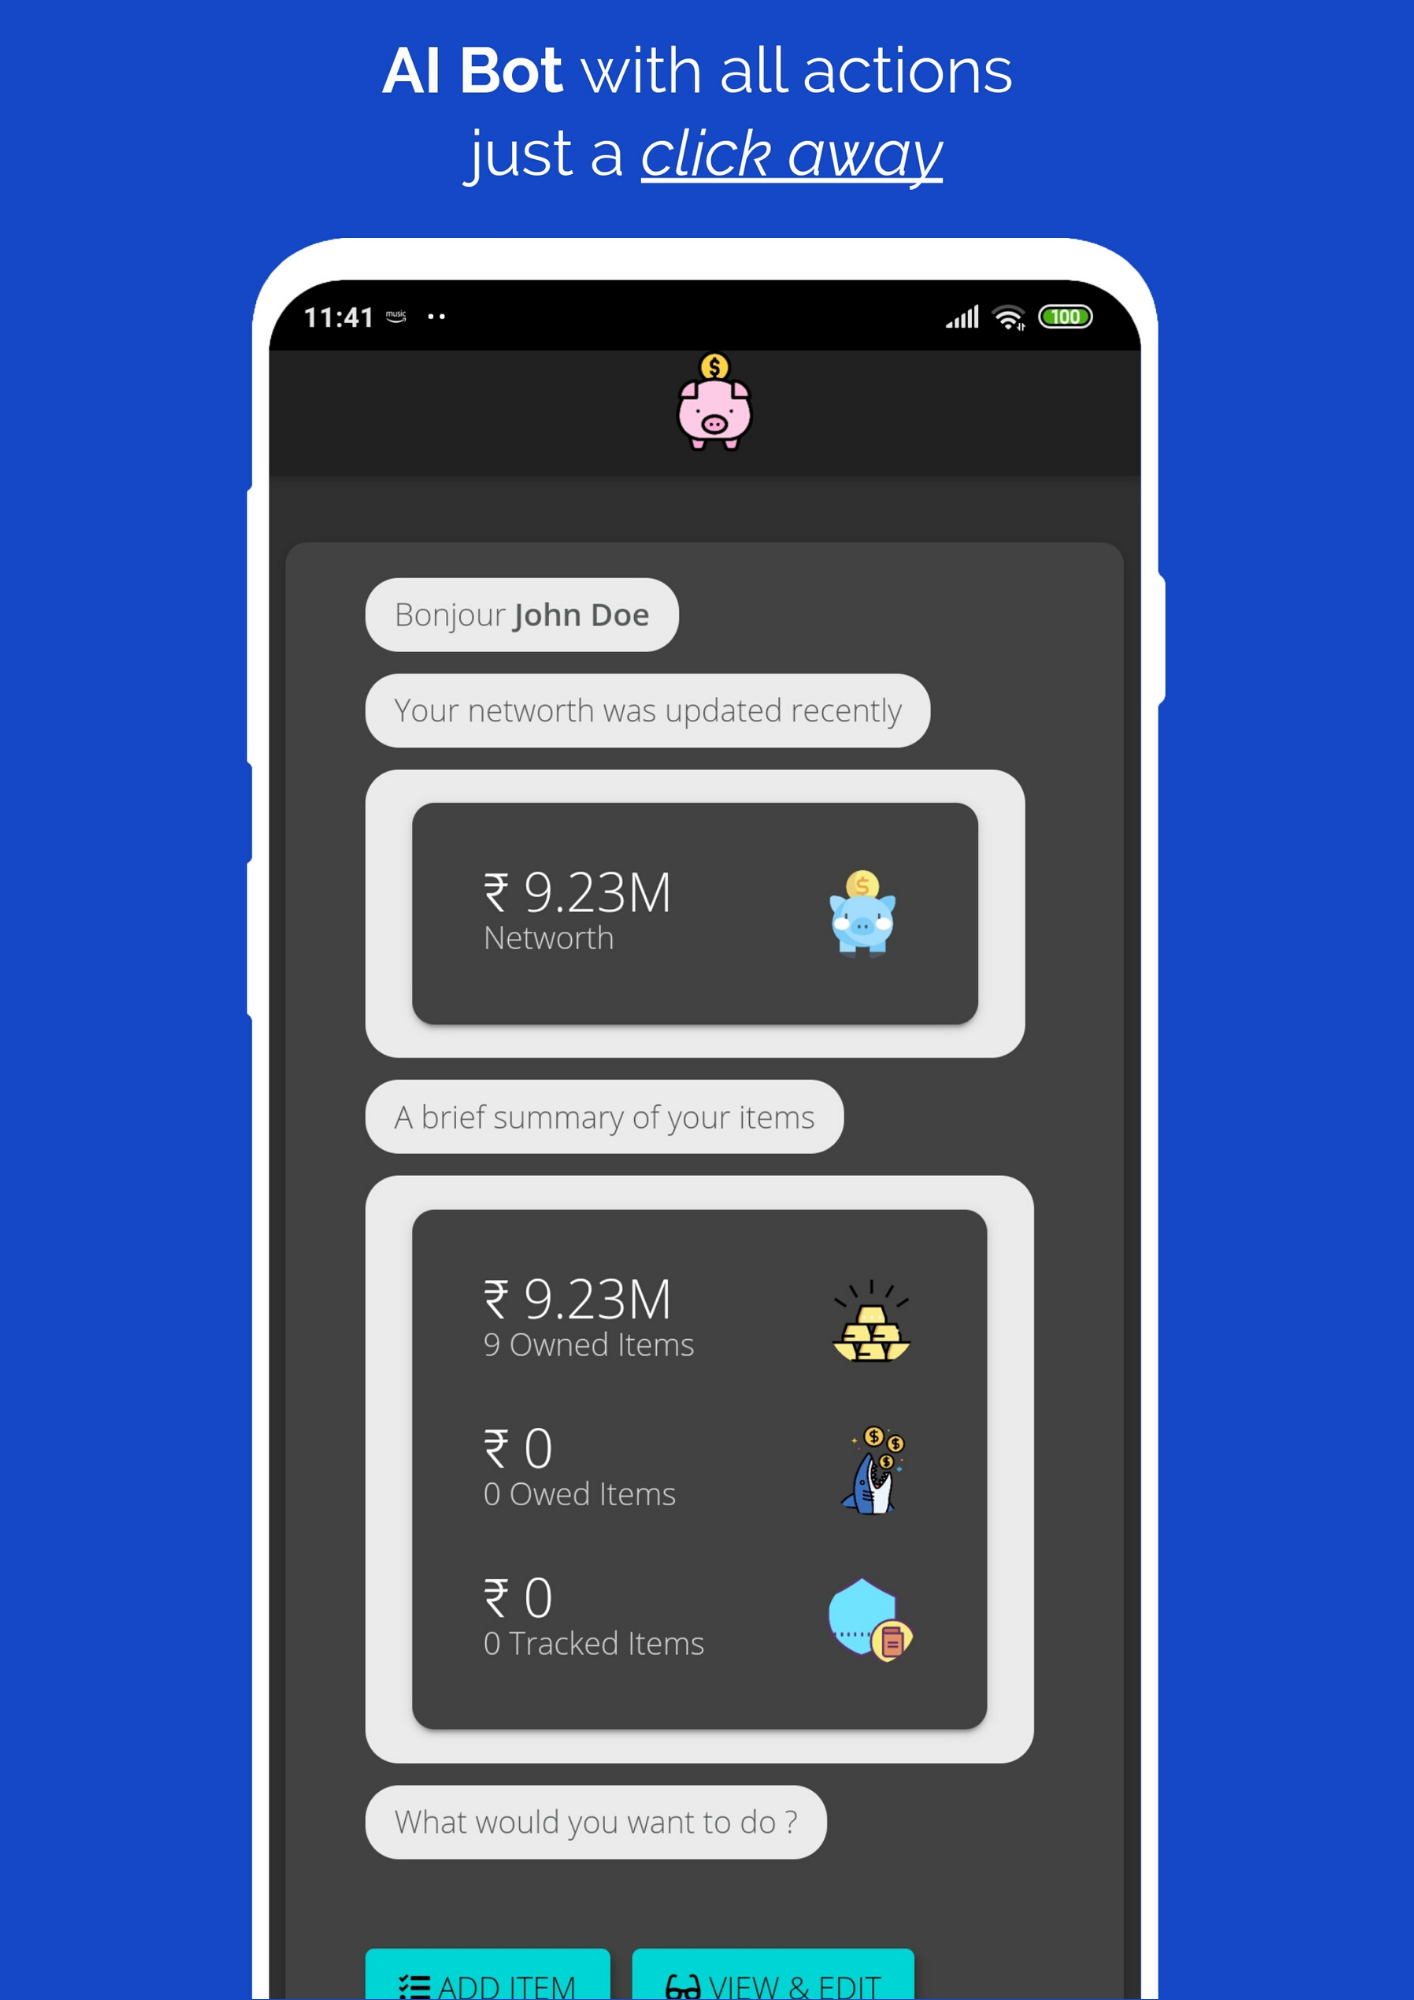 AI Bot with all actions
just a click away
11:41 music
100
$
Bonjour John Doe
Your networth was updated recently
₹ 9.23M
$
Networth
A brief summary of your items
₹ 9.23M
9 Owned Items
₹ 0
$ $ $
0 Owed Items
₹ 0
0 Tracked Items
What would you want to do ?
ADD ITEM VIEW & EDIT